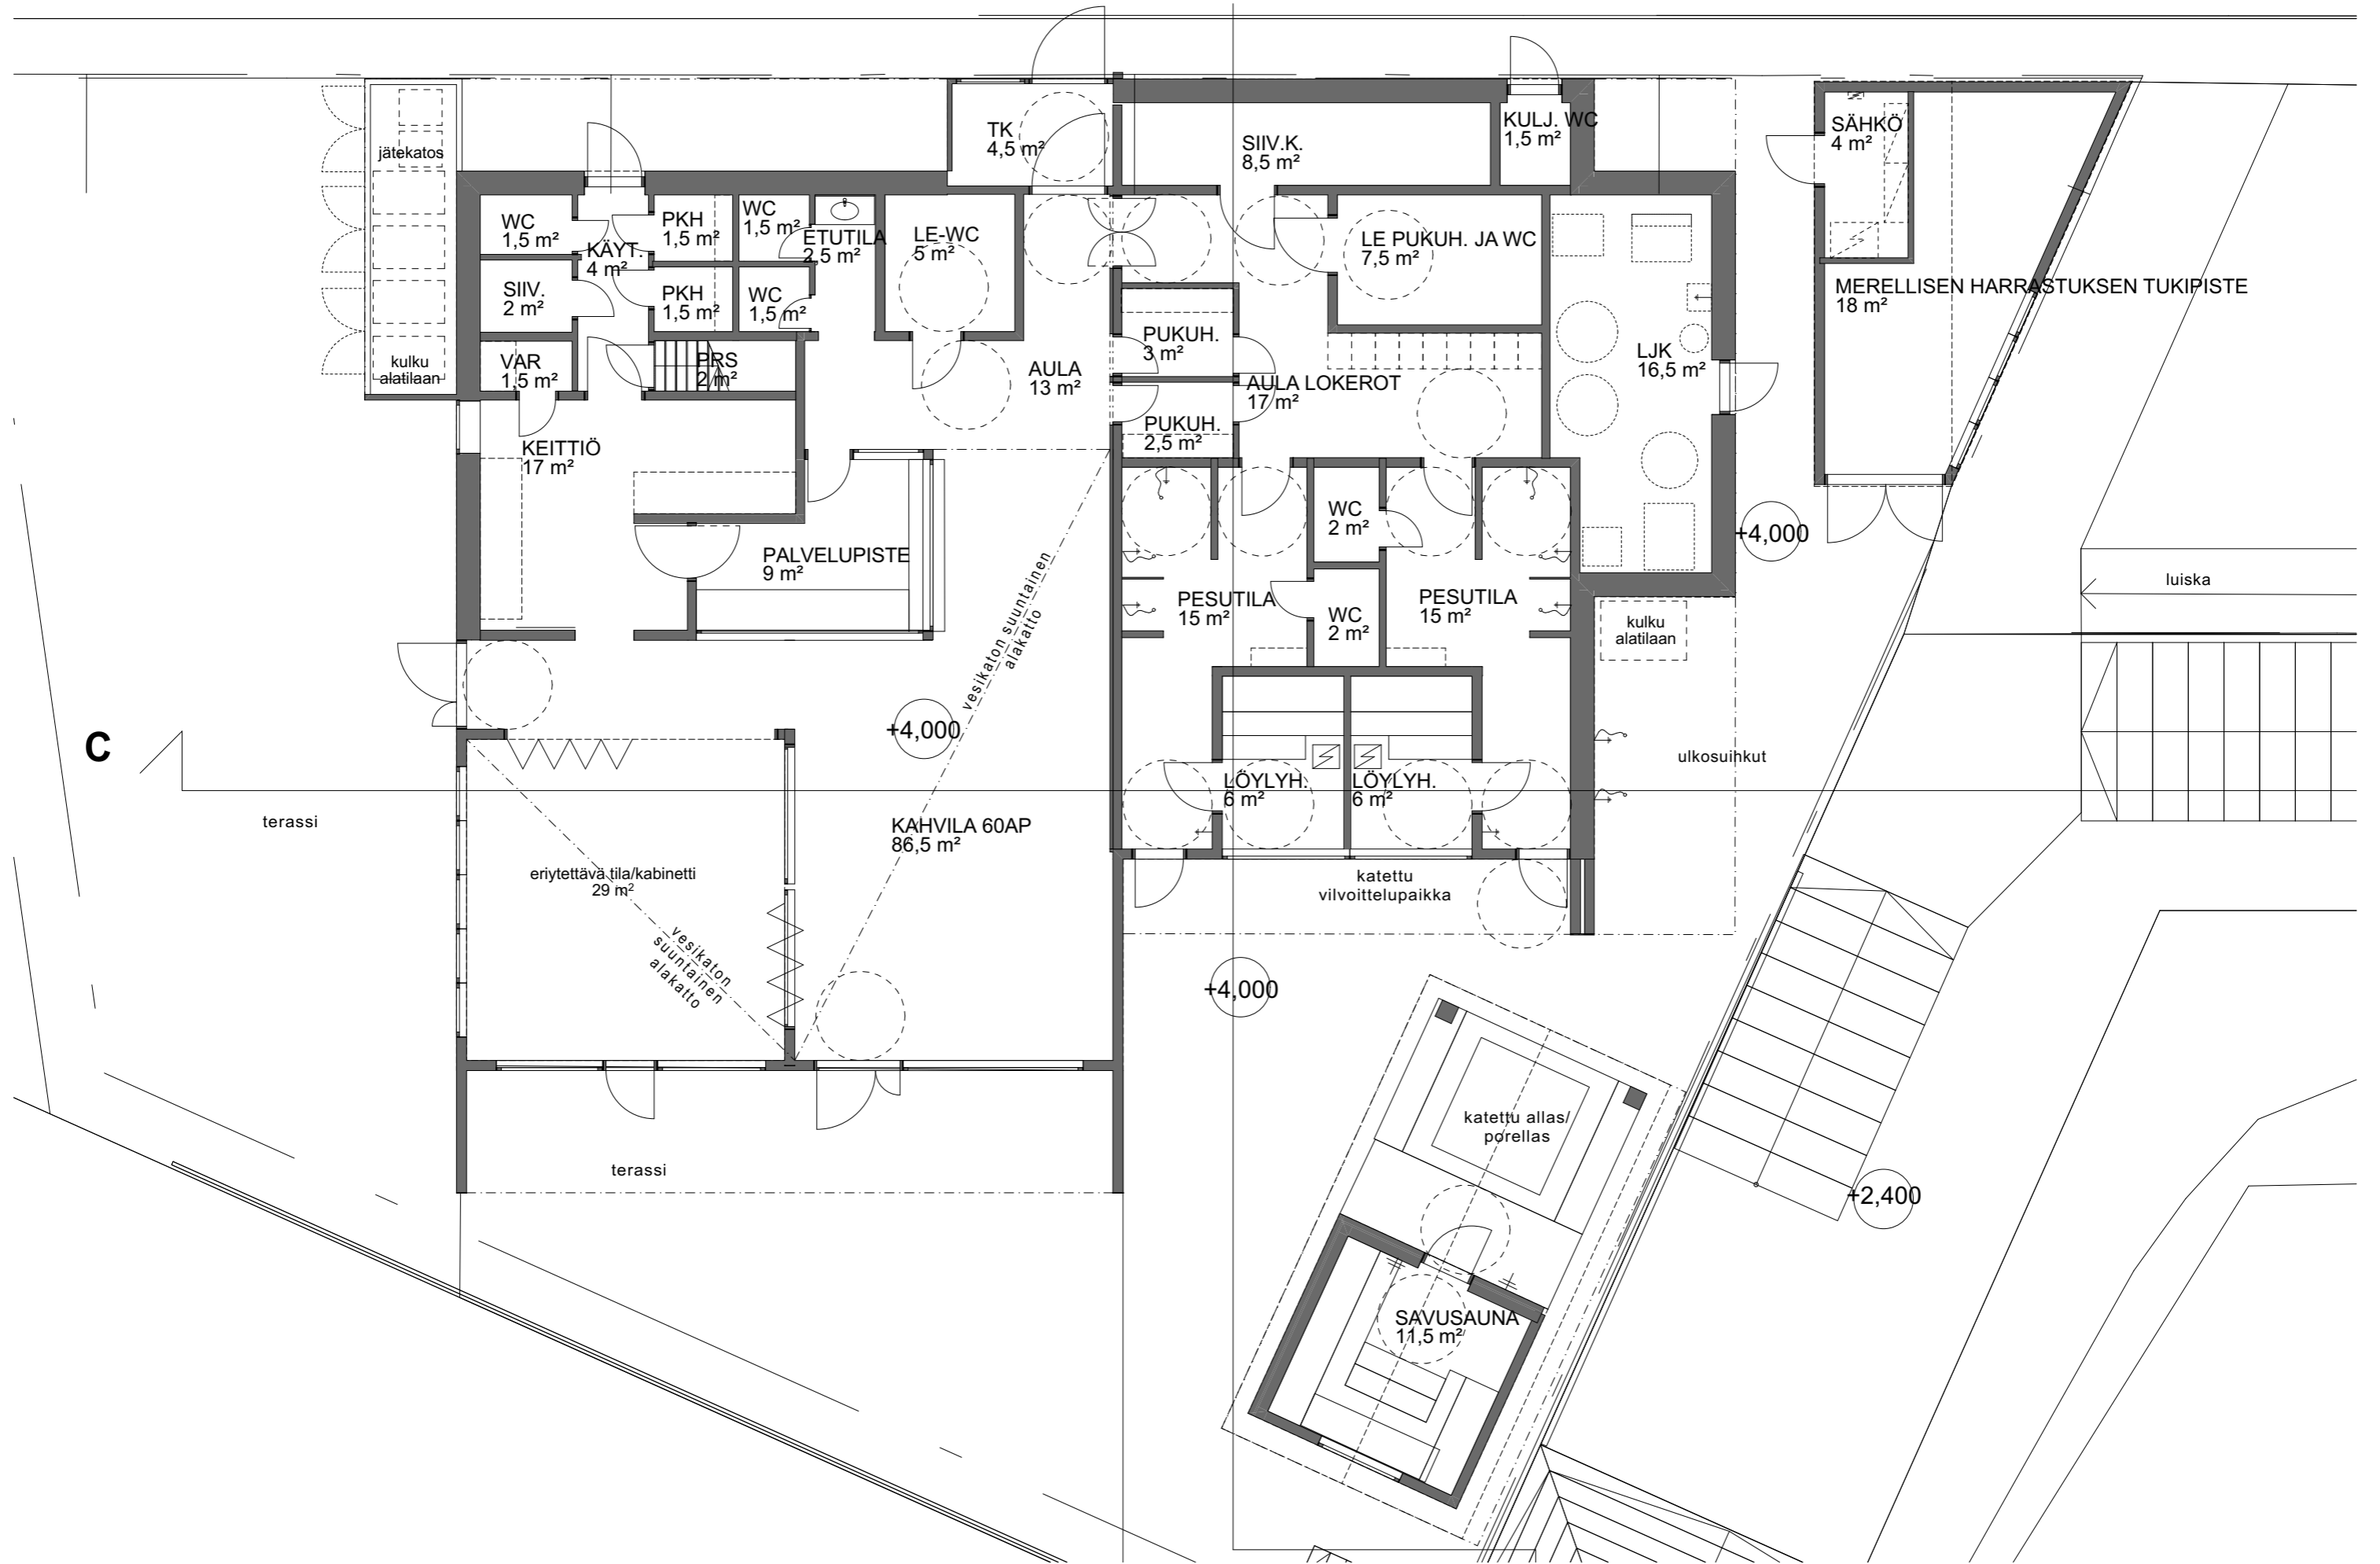 jätekatos
kulku
alatilaan
TK
4,5 m²
SIIV.K.
8,5 m²
KULJ. WC
1,5 m²
SÄHKÖ
4 m²
MERELLISEN HARRASTUKSEN TUKIPISTE
18 m²
WC
1,5 m²
KÄYT.
4 m²
PKH
1,5 m²
WC
1,5 m²
ETUTILA
2,5 m²
LE-WC
5 m²
LE PUKUH. JA WC
7,5 m²
SIIV.
2 m²
PKH
1,5 m²
WC
1,5 m²
VAR
1,5 m²
PRS
2 m²
AULA
13 m²
PUKUH.
3 m²
AULA LOKEROT
17 m²
LJK
16,5 m²
PUKUH.
2,5 m²
KEITTIÖ
17 m²
PALVELUPISTE
9 m²
vesikaton suuntainen
alakatto
WC
2 m²
PESUTILA
15 m²
WC
2 m²
PESUTILA
15 m²
+4,000
luiska
kulku
alatilaan
ulkosuihkut
C
terassi
+4,000
KAHVILA 60AP
86,5 m²
eriytettävä tila/kabinetti
29 m²
vesikaton
suuntainen
alakatto
LÖYLYH.
6 m²
LÖYLYH.
6 m²
katettu
vilvoittelupaikka
+4,000
terassi
katettu allas/
porellas
+2,400
SAVUSAUNA
11,5 m²